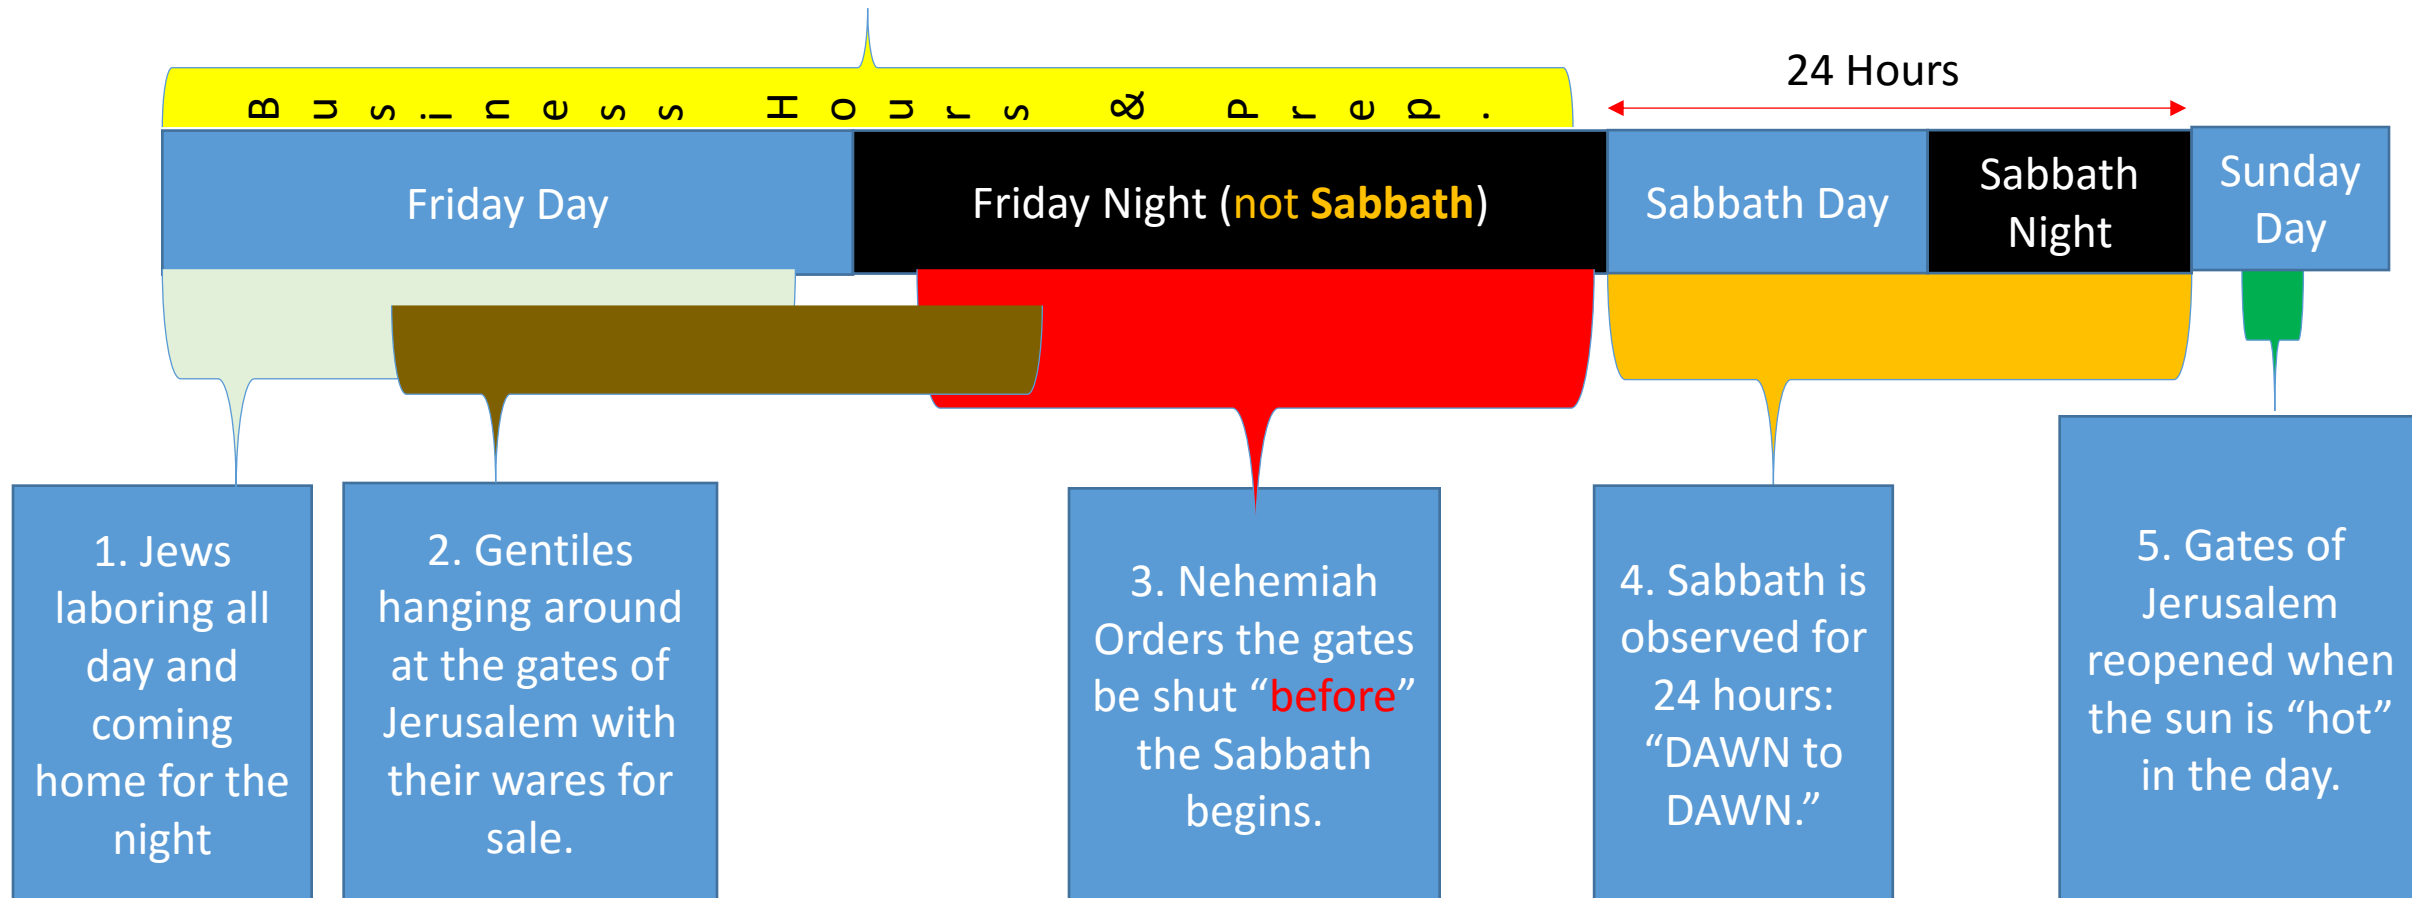 24 Hours
Business Hours & Prep.
Friday Day
Friday Night (not Sabbath)
Sabbath Day
Sabbath
Night
Sunday
Day
1. Jews
laboring all
day and
coming
home for the
night
2. Gentiles
hanging around
at the gates of
Jerusalem with
their wares for
sale.
3. Nehemiah
Orders the gates
be shut “before”
the Sabbath
begins.
4. Sabbath is
observed for
24 hours:
“DAWN to
DAWN.”
5. Gates of
Jerusalem
reopened when
the sun is “hot”
in the day.